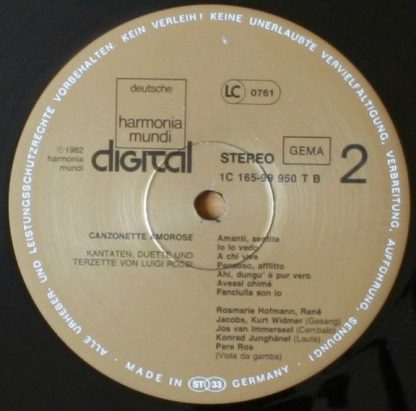 ALLE URHEBER- UND LEISTUNGSSCHUTZRECHTE VORBEHALTEN. KEIN VERLEIH! KEINE UNERLAUBTE VERVIELFÄLTIGUNG, VERBREITUNG, AUFFÜHRUNG, SENDUNG!
deutsche
harmonia
mundi
LC 0761
℗ 1982
harmonia
mundi
digital
STEREO
GEMA
1C 165-99 950 T B
2
CANZONETTE AMOROSE
KANTATEN, DUETTE UND
TERZETTE VON LUIGI ROSSI
Amanti, sentite
Io lo vedo
A chi vive
Pensoso, afflitto
Ahi, dungu' è pur vero
Avessi ohimè
Fanciulla son io
Rosmarie Hofmann, René
Jacobs, Kurt Widmer (Gesang)
Jos van Immerseel (Cembalo)
Konrad Junghänel (Laute)
Pere Ros
(Viola da gamba)
MADE IN GERMANY
ST 33